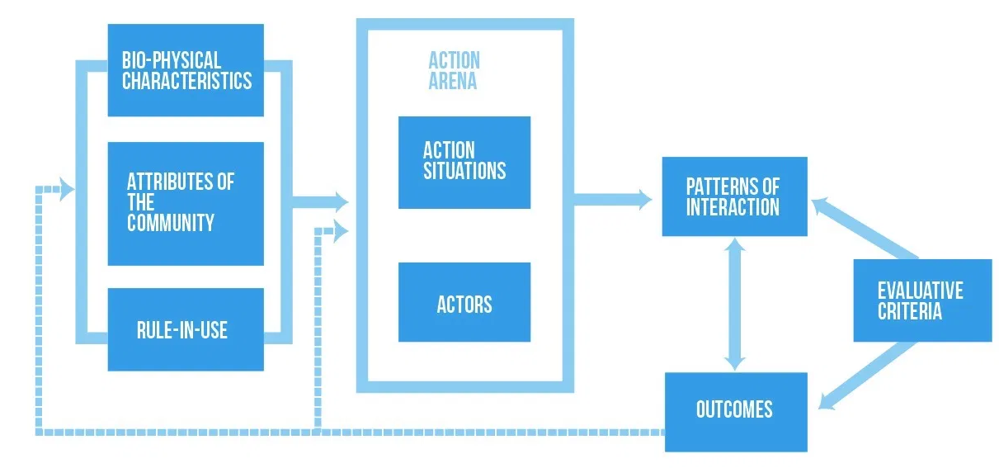 BIO-PHYSICAL
CHARACTERISTICS
ATTRIBUTES OF
THE
COMMUNITY
RULE-IN-USE
ACTION
ARENA
ACTION
SITUATIONS
ACTORS
PATTERNS OF
INTERACTION
EVALUATIVE
CRITERIA
OUTCOMES